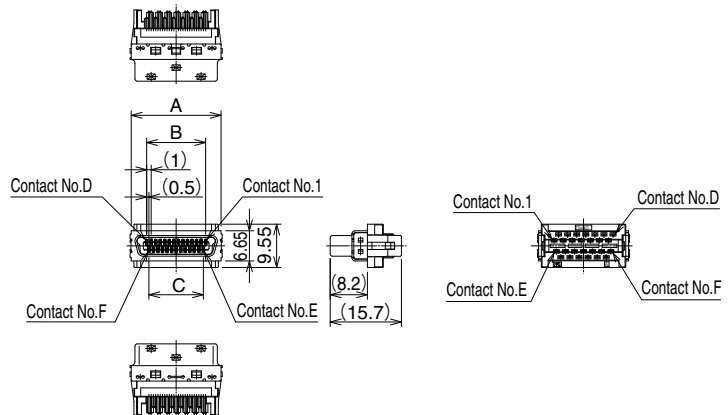 A
B
(1)
Contact No.D
(0.5)
Contact No.1
6.65
9.55
Contact No.F
C
Contact No.E
(8.2)
(15.7)
Contact No.1
Contact No.D
Contact No.E
Contact No.F